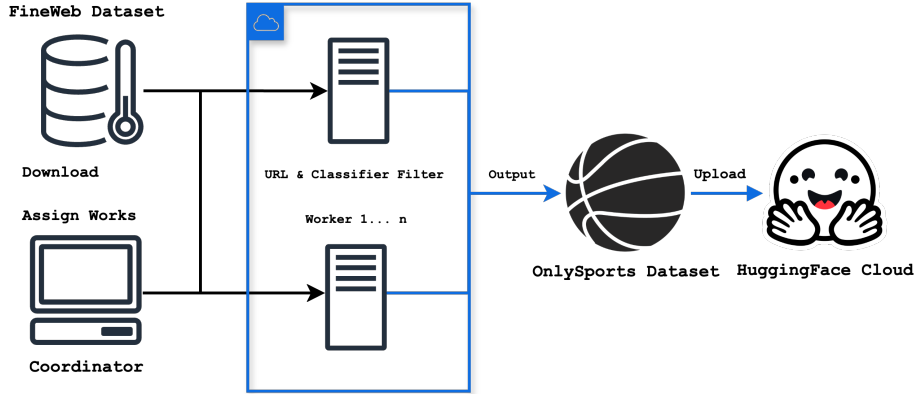 FineWeb Dataset
Download
Assign Works
Coordinator
URL & Classifier Filter
Worker 1... n
Output
OnlySports Dataset
Upload
HuggingFace Cloud